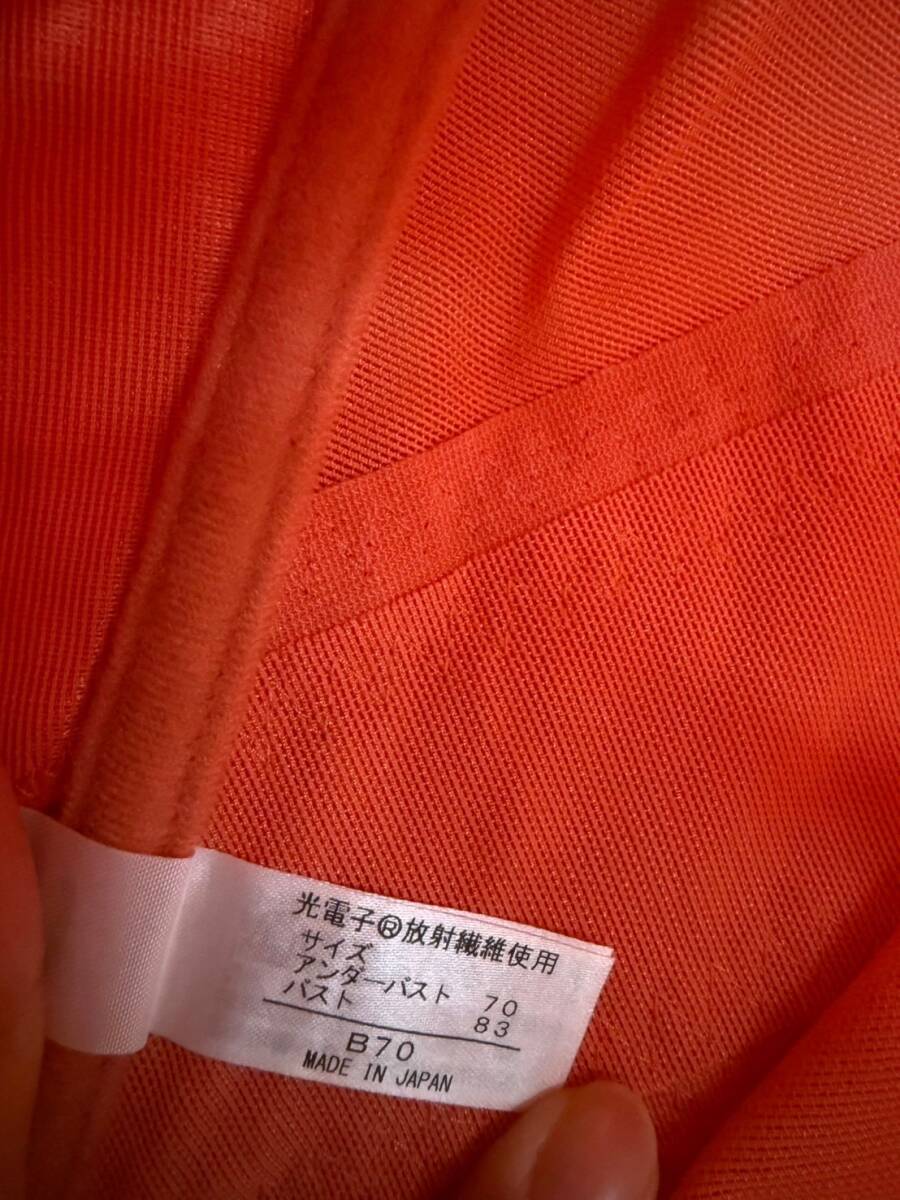 光電子®放射繊維使用
サイズ
アンダーバスト 70
バスト 83
B70
MADE IN JAPAN